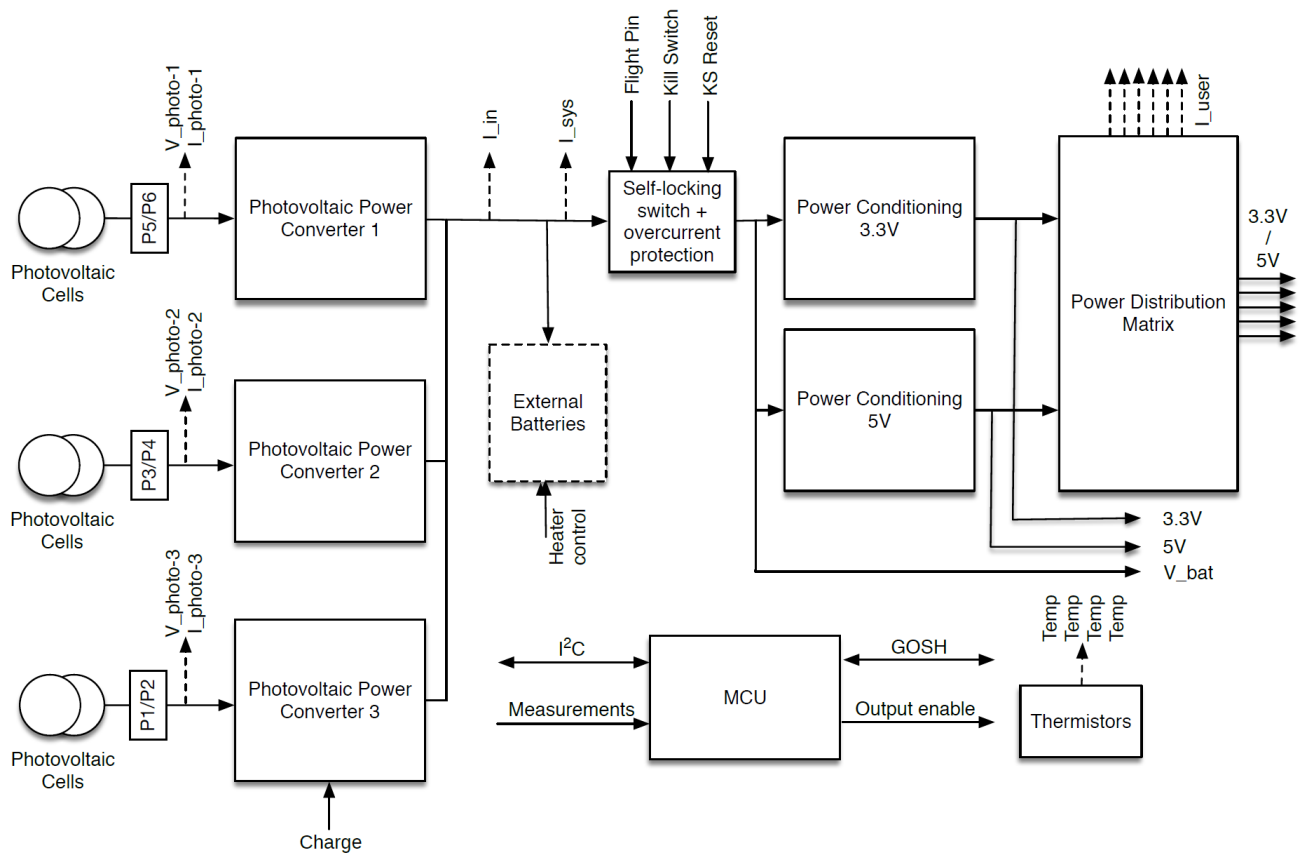 V_photo-1
I_photo-1
P5/P6
Photovoltaic
Cells
Photovoltaic Power
Converter 1
I_in
I_sys
Flight Pin
Kill Switch
KS Reset
Self-locking
switch +
overcurrent
protection
Power Conditioning
3.3V
I_user
Power Distribution
Matrix
3.3V
/
5V
V_photo-2
I_photo-2
P3/P4
Photovoltaic
Cells
Photovoltaic Power
Converter 2
External
Batteries
Heater
control
Power Conditioning
5V
3.3V
5V
V_bat
V_photo-3
I_photo-3
P1/P2
Photovoltaic
Cells
Photovoltaic Power
Converter 3
Charge
I²C
Measurements
MCU
GOSH
Output enable
Temp
Temp
Temp
Temp
Thermistors